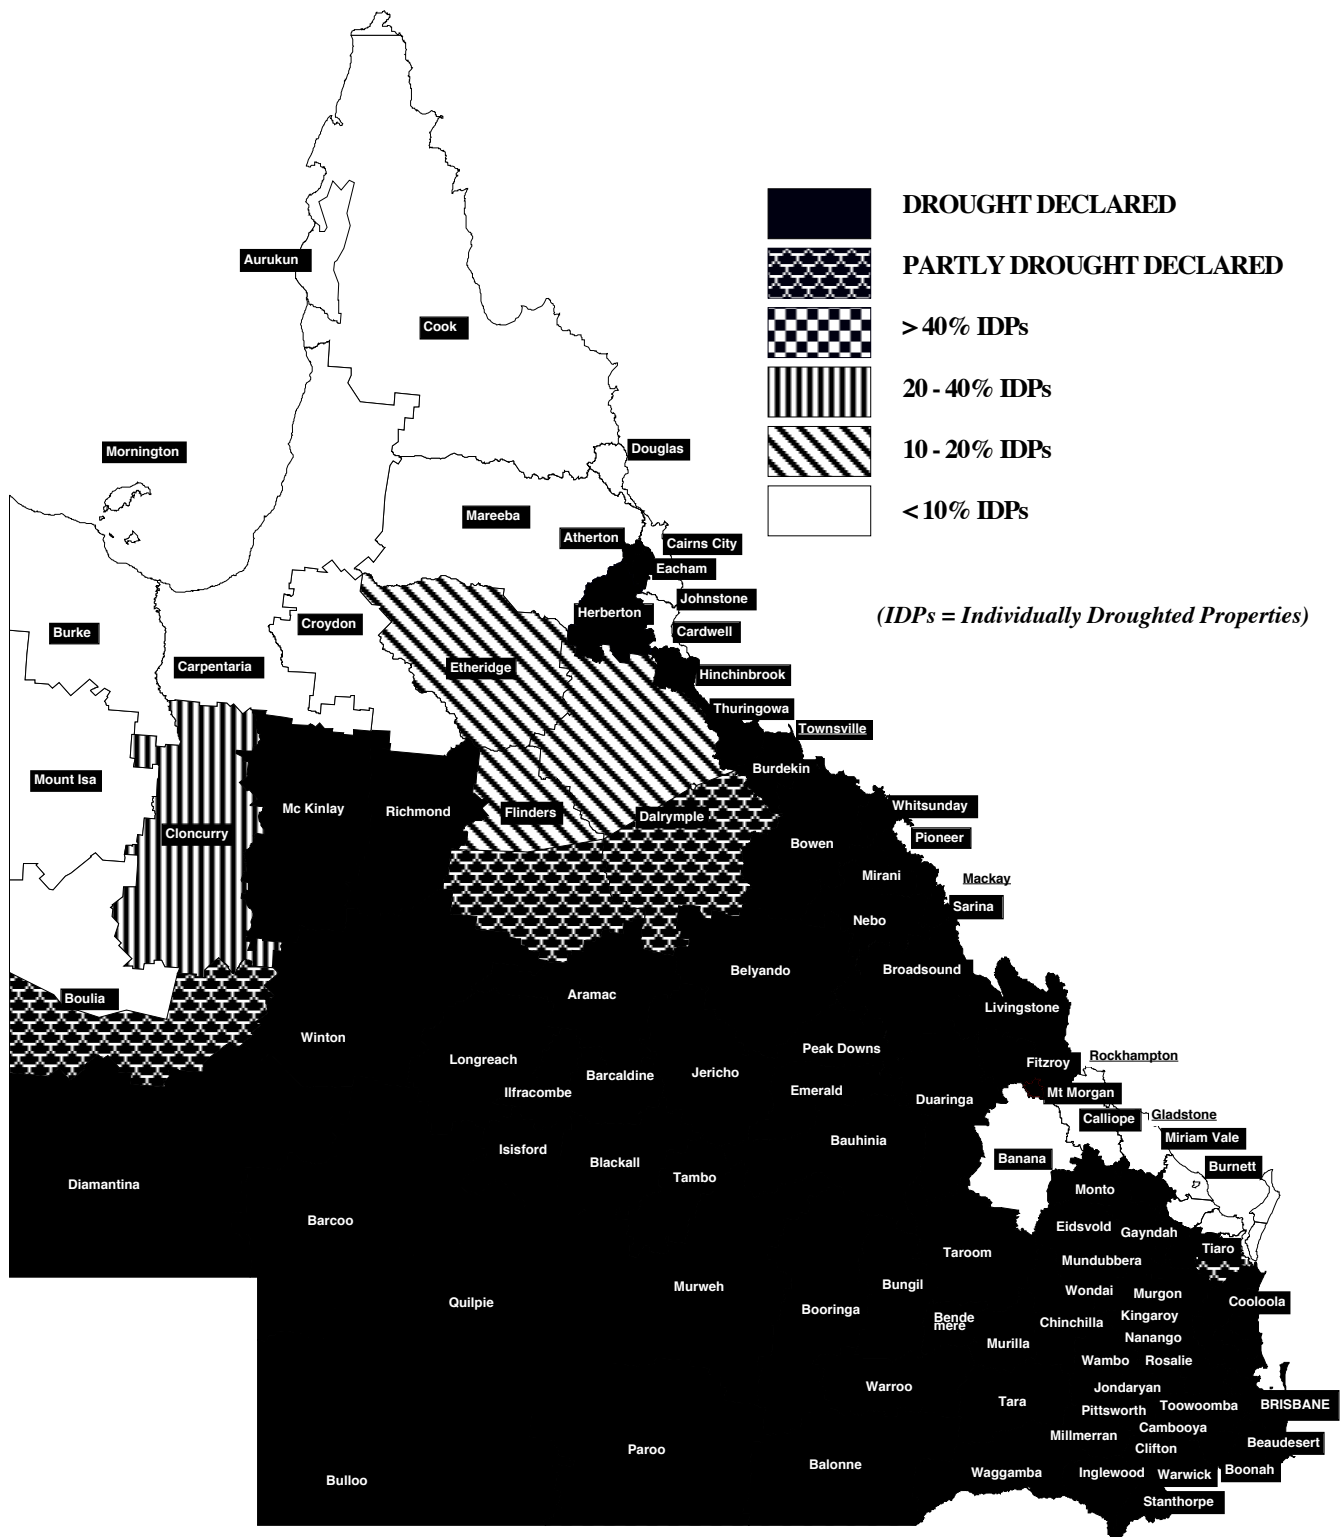 DROUGHT DECLARED
Aurukun
PARTLY DROUGHT DECLARED
Cook
> 40% IDPs
20 - 40% IDPs
Mornington
Douglas
10 - 20% IDPs
Mareeba
< 10% IDPs
Atherton
Cairns City
Eacham
Johnstone
Herberton
(IDPs = Individually Droughted Properties)
Croydon
Burke
Cardwell
Carpentaria
Etheridge
Hinchinbrook
Thuringowa
Townsville
Burdekin
Mount Isa
Mc Kinlay
Richmond
Flinders
Dalrymple
Whitsunday
Cloncurry
Bowen
Pioneer
Mirani
Mackay
Sarina
Nebo
Belyando
Broadsound
Boulia
Aramac
Livingstone
Winton
Peak Downs
Longreach
Fitzroy
Rockhampton
Barcaldine
Jericho
Ilfracombe
Emerald
Mt Morgan
Duaringa
Calliope
Gladstone
Isisford
Bauhinia
Miriam Vale
Blackall
Banana
Burnett
Tambo
Diamantina
Monto
Barcoo
Eidsvold
Gayndah
Taroom
Tiaro
Mundubbera
Murweh
Bungil
Wondai
Murgon
Quilpie
Booringa
Cooloola
Bende
mere
Chinchilla
Kingaroy
Murilla
Nanango
Wambo
Rosalie
Warroo
Jondaryan
Tara
Pittsworth
Toowoomba
BRISBANE
Cambooya
Millmerran
Clifton
Beaudesert
Paroo
Balonne
Waggamba
Inglewood
Warwick
Boonah
Bulloo
Stanthorpe